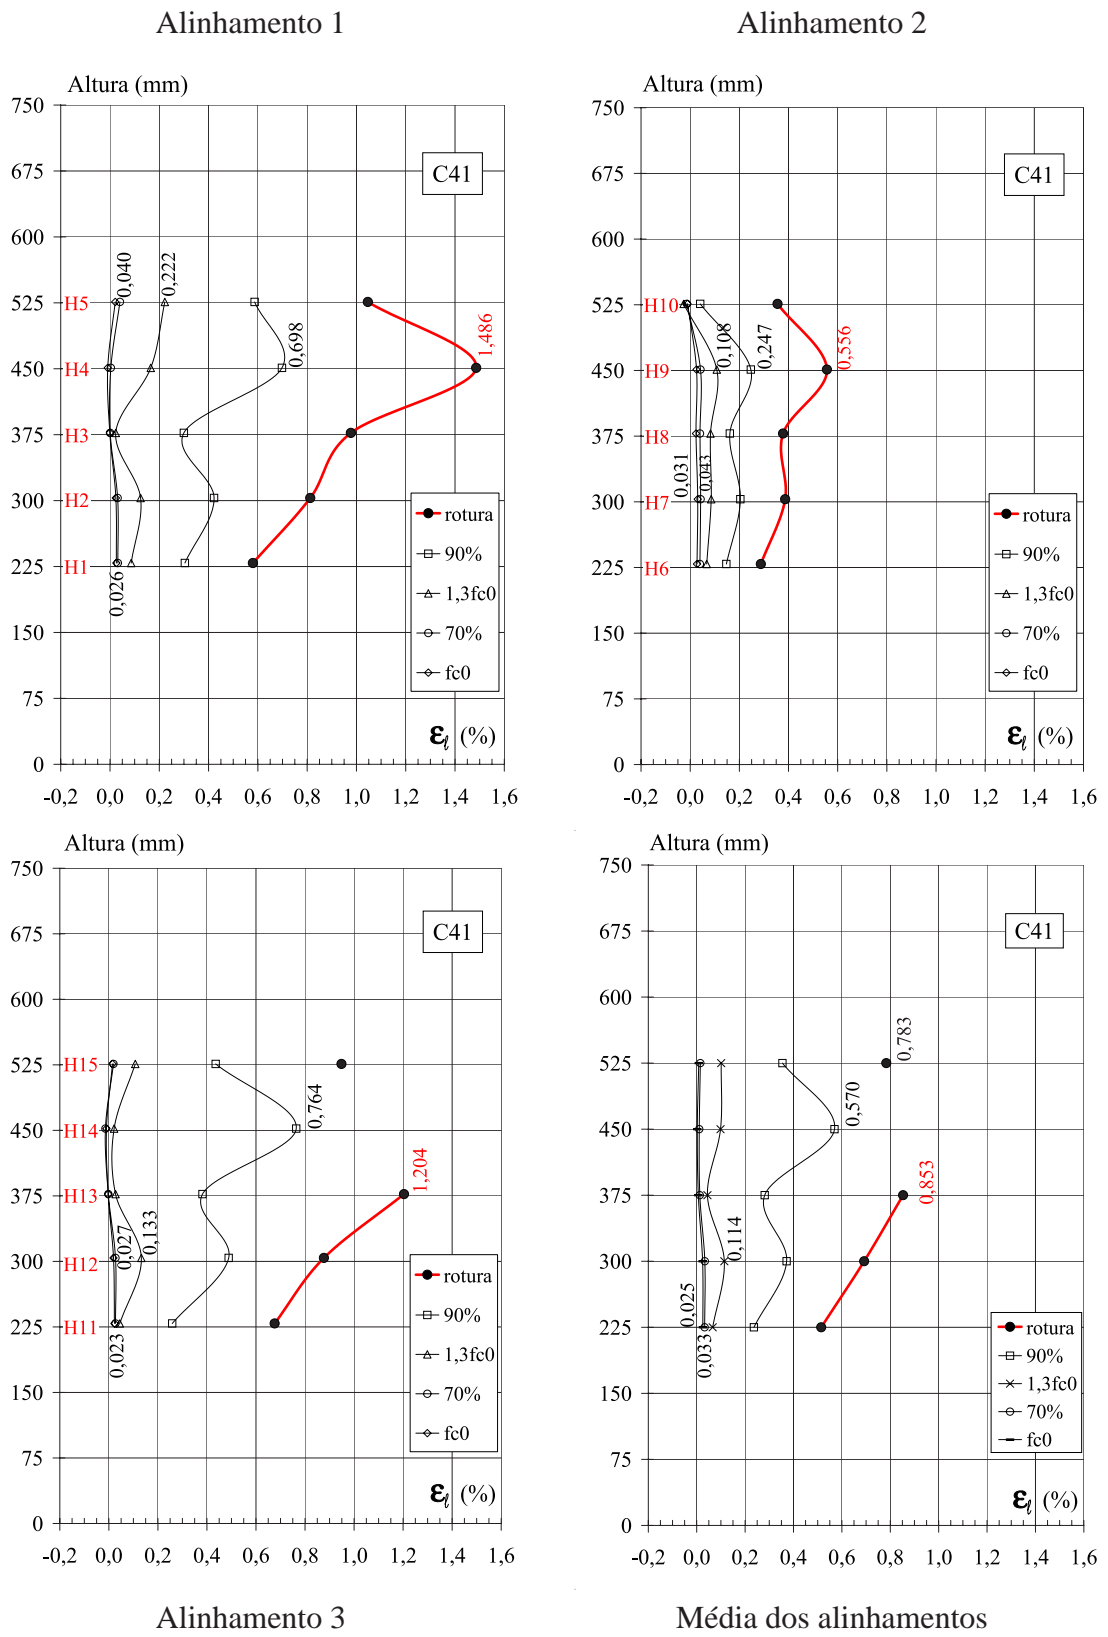 Alinhamento 1
Alinhamento 2
Altura (mm)
750
675
600
525
450
375
300
225
150
75
0
-0,2 0,0 0,2 0,4 0,6 0,8 1,0 1,2 1,4 1,6
C41
H5
H4
H3
H2
H1
0,040
0,222
0,698
1,486
0,026
rotura
90%
1,3fc0
70%
fc0
εℓ (%)
Altura (mm)
750
675
600
525
450
375
300
225
150
75
0
-0,2 0,0 0,2 0,4 0,6 0,8 1,0 1,2 1,4 1,6
C41
H10
H9
H8
H7
H6
0,108
0,247
0,556
0,031
0,043
rotura
90%
1,3fc0
70%
fc0
εℓ (%)
Altura (mm)
750
675
600
525
450
375
300
225
150
75
0
-0,2 0,0 0,2 0,4 0,6 0,8 1,0 1,2 1,4 1,6
C41
H15
H14
H13
H12
H11
0,764
1,204
0,027
0,133
0,023
rotura
90%
1,3fc0
70%
fc0
εℓ (%)
Altura (mm)
750
675
600
525
450
375
300
225
150
75
0
-0,2 0,0 0,2 0,4 0,6 0,8 1,0 1,2 1,4 1,6
C41
0,783
0,570
0,853
0,114
0,025
0,033
rotura
90%
1,3fc0
70%
fc0
εℓ (%)
Alinhamento 3
Média dos alinhamentos